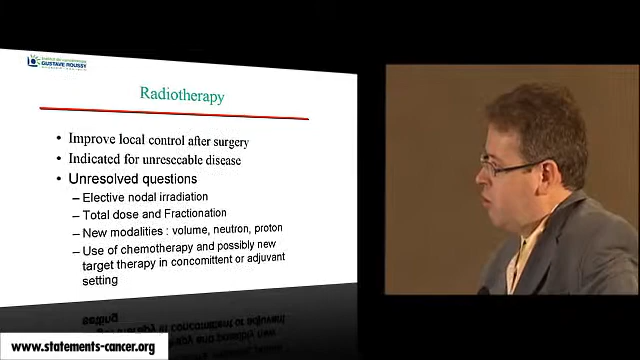 GUSTAVE ROUSSY
Radiotherapy
• Improve local control after surgery
• Indicated for unresecable disease
• Unresolved questions
– Elective nodal irradiation
– Total dose and Fractionation
– New modalities : volume, neutron, proton
– Use of chemotherapy and possibly new
target therapy in concomittent or adjuvant
setting
www.statements-cancer.org